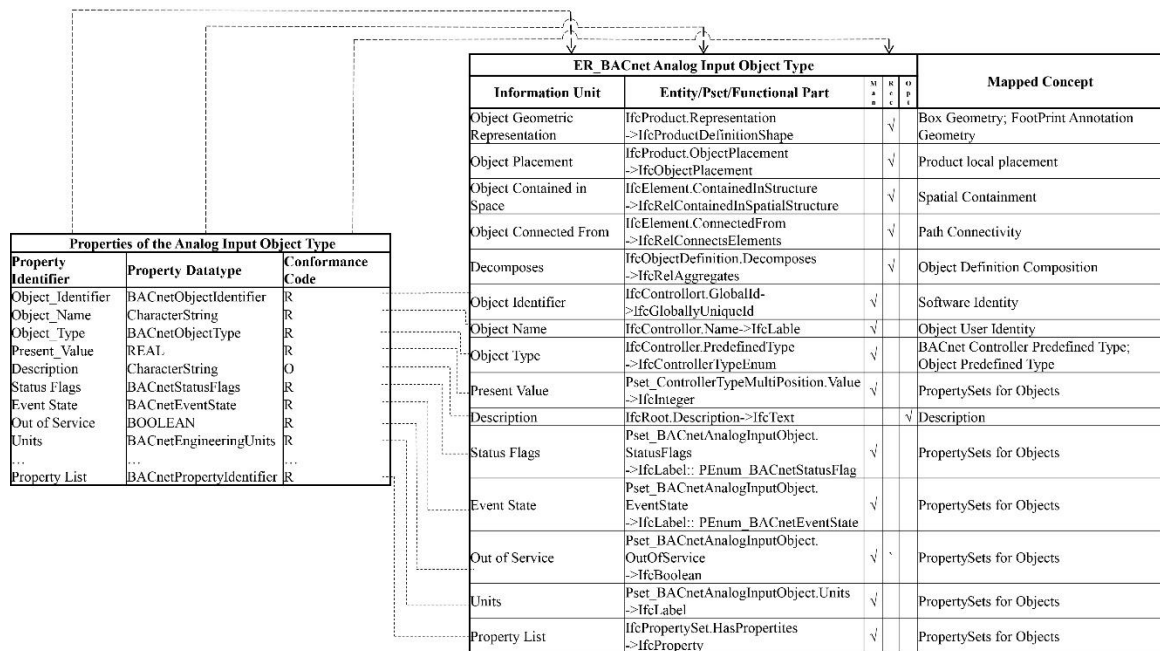 Properties of the Analog Input Object Type
Property Identifier Property Datatype Conformance Code
Object_Identifier BACnetObjectIdentifier R
Object_Name CharacterString R
Object_Type BACnetObjectType R
Present_Value REAL R
Description CharacterString O
Status Flags BACnetStatusFlags R
Event State BACnetEventState R
Out of Service BOOLEAN R
Units BACnetEngineeringUnits R
... ... ...
Property List BACnetPropertyIdentifier R
ER_BACnet Analog Input Object Type
Information Unit Entity/Pset/Functional Part Man Rec Opt Mapped Concept
Object Geometric IfcProduct.Representation Box Geometry; FootPrint Annotation
Representation ->IfcProductDefinitionShape √ Geometry
Object Placement IfcProduct.ObjectPlacement
->IfcObjectPlacement √ Product local placement
Object Contained in IfcElement.ContainedInStructure
Space ->IfcRelContainedInSpatialStructure √ Spatial Containment
Object Connected From IfcElement.ConnectedFrom
->IfcRelConnectsElements √ Path Connectivity
Decomposes IfcObjectDefinition.Decomposes
->IfcRelAggregates √ Object Definition Composition
Object Identifier IfcControllort.GlobalId-
>IfcGloballyUniqueId √ Software Identity
Object Name IfcControllor.Name->IfcLable √ Object User Identity
Object Type IfcController.PredefinedType BACnet Controller Predefined Type;
->IfcControllerTypeEnum √ Object Predefined Type
Present Value Pset_ControllerTypeMultiPosition.Value
->IfcInteger √ PropertySets for Objects
Description IfcRoot.Description->IfcText √ Description
Status Flags Pset_BACnetAnalogInputObject.
StatusFlags
->IfcLabel:: PEnum_BACnetStatusFlag √ PropertySets for Objects
Event State Pset_BACnetAnalogInputObject.
EventState
->IfcLabel:: PEnum_BACnetEventState √ PropertySets for Objects
Out of Service Pset_BACnetAnalogInputObject.
OutOfService
->IfcBoolean √ ` PropertySets for Objects
Units Pset_BACnetAnalogInputObject.Units
->IfcLabel √ PropertySets for Objects
Property List IfcPropertySet.HasPropertites
->IfcProperty √ PropertySets for Objects